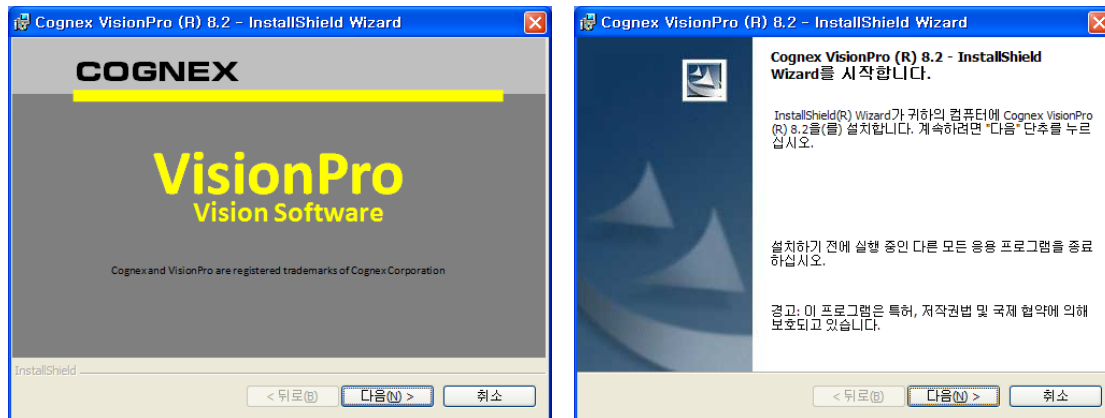 Cognex VisionPro (R) 8.2 - InstallShield Wizard
COGNEX
VisionPro
Vision Software
Cognex and VisionPro are registered trademarks of Cognex Corporation
InstallShield
< 뒤로(B)
다음(N) >
취소
Cognex VisionPro (R) 8.2 - InstallShield Wizard
Cognex VisionPro (R) 8.2 - InstallShield
Wizard를 시작합니다.
InstallShield(R) Wizard가 귀하의 컴퓨터에 Cognex VisionPro
(R) 8.2을(를) 설치합니다. 계속하려면 "다음" 단추를 누르
십시오.
설치하기 전에 실행 중인 다른 모든 응용 프로그램을 종료
하십시오.
경고: 이 프로그램은 특허, 저작권법 및 국제 협약에 의해
보호되고 있습니다.
< 뒤로(B)
다음(N) >
취소